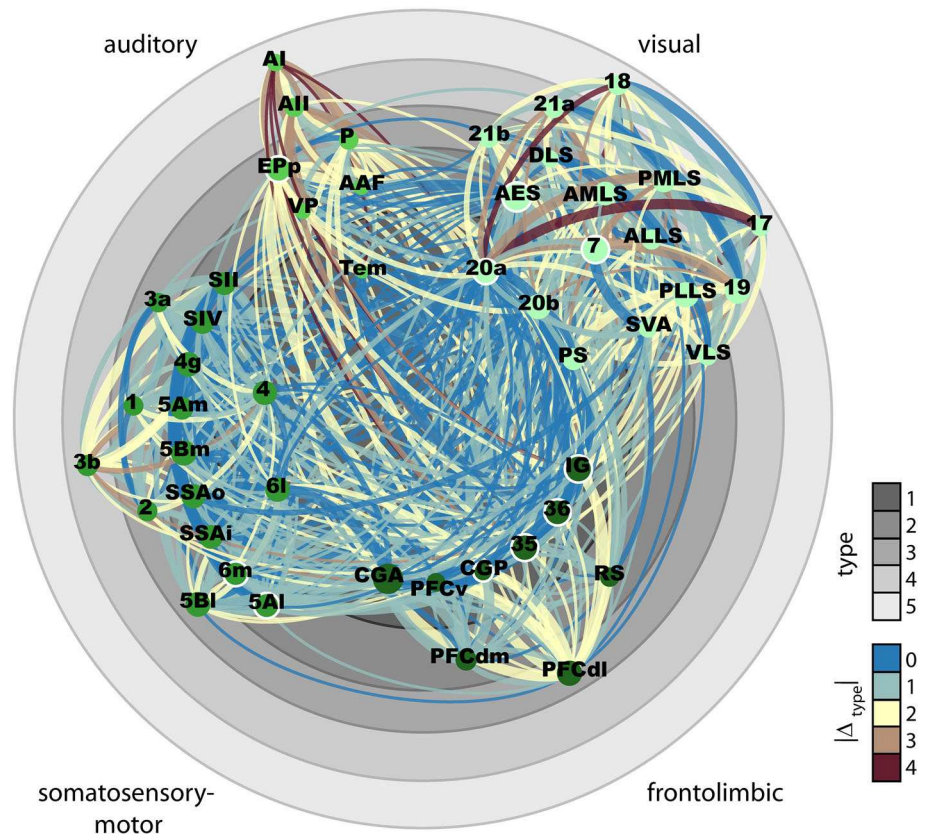 auditory
visual
AI
18
AII
21a
P
21b
DLS
EPp
AAF
AES
AMLS
PMLS
VP
17
7
ALLS
Tem
20a
SII
PLLS
19
3a
20b
SIV
SVA
4g
PS
VLS
4
1
5Am
5Bm
3b
IG
SSAo
6l
2
36
SSAi
35
6m
CGA
CGP
RS
5Bl
5Al
PFCv
PFCdm
PFCdl
type
1
2
3
4
5
|Δtype|
0
1
2
3
4
somatosensory-
motor
frontolimbic